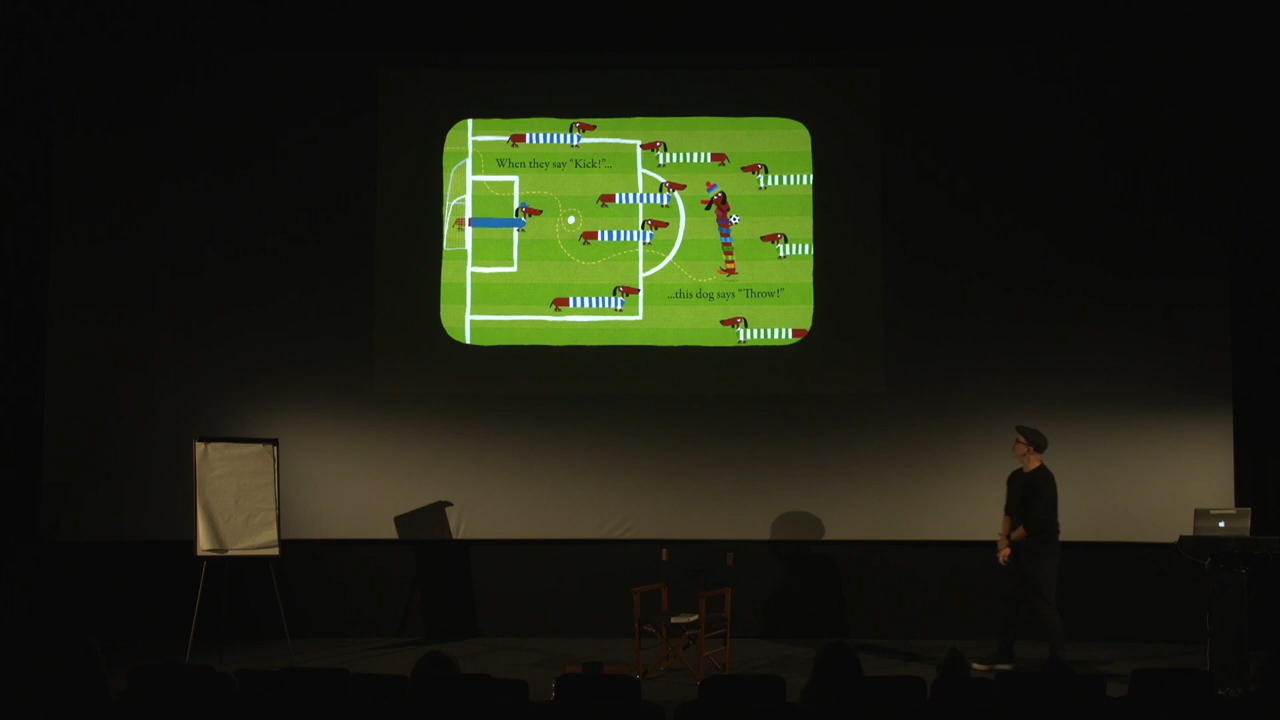 When they say “Kick!”...
...this dog says “Throw!”